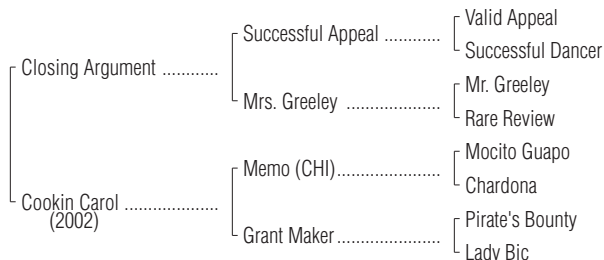 Valid Appeal
Successful Appeal ............
Successful Dancer
Closing Argument ............
Mr. Greeley
Mrs. Greeley ....................
Rare Review
Mocito Guapo
Memo (CHI)......................
Chardona
Cookin Carol ....................
(2002)
Pirate's Bounty
Grant Maker......................
Lady Bic